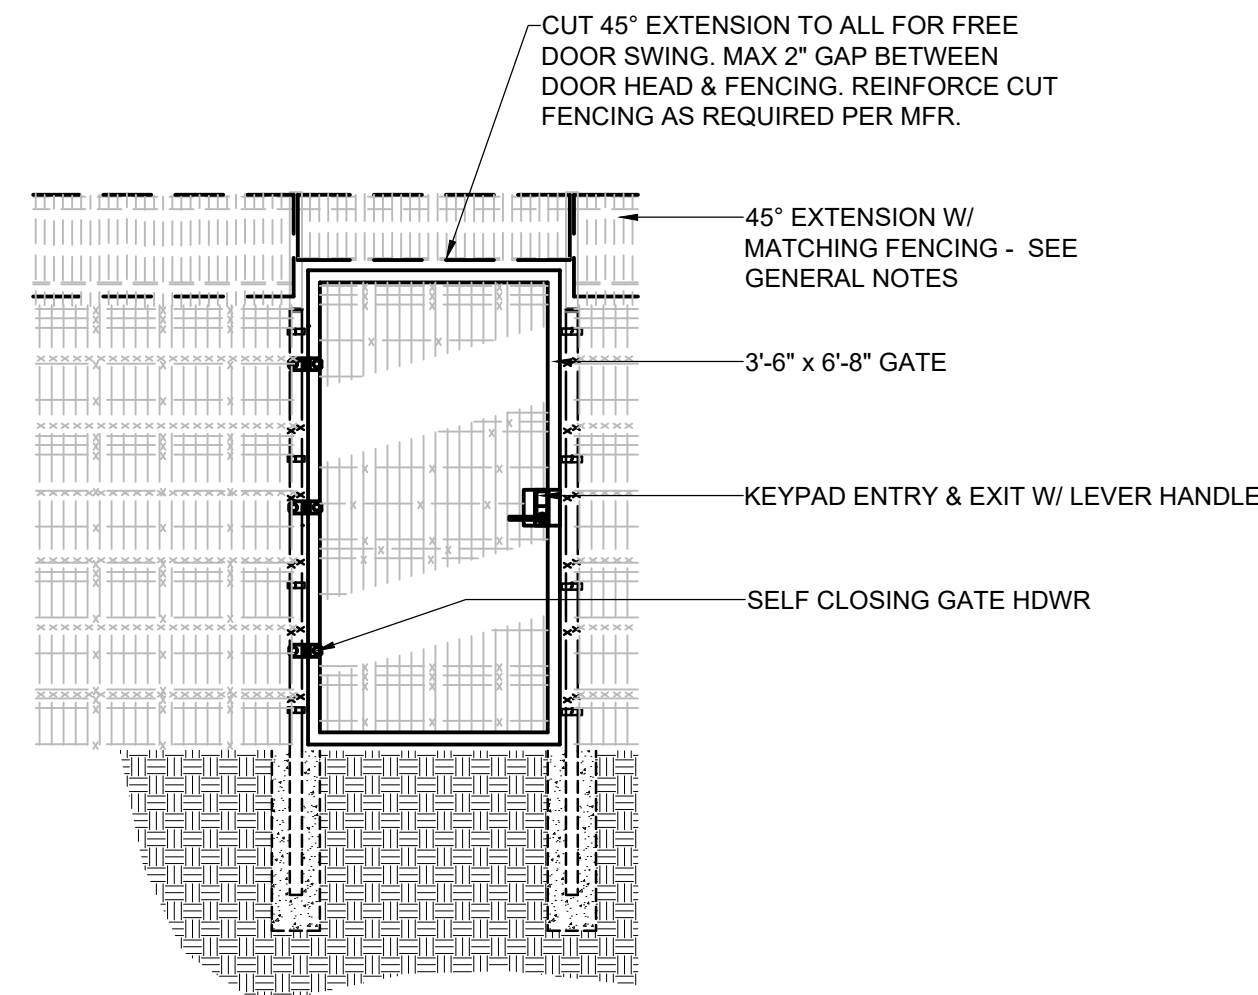 CUT 45° EXTENSION TO ALL FOR FREE
DOOR SWING. MAX 2" GAP BETWEEN
DOOR HEAD & FENCING. REINFORCE CUT
FENCING AS REQUIRED PER MFR.
45° EXTENSION W/
MATCHING FENCING - SEE
GENERAL NOTES
3'-6" x 6'-8" GATE
KEYPAD ENTRY & EXIT W/ LEVER HANDLE
SELF CLOSING GATE HDWR